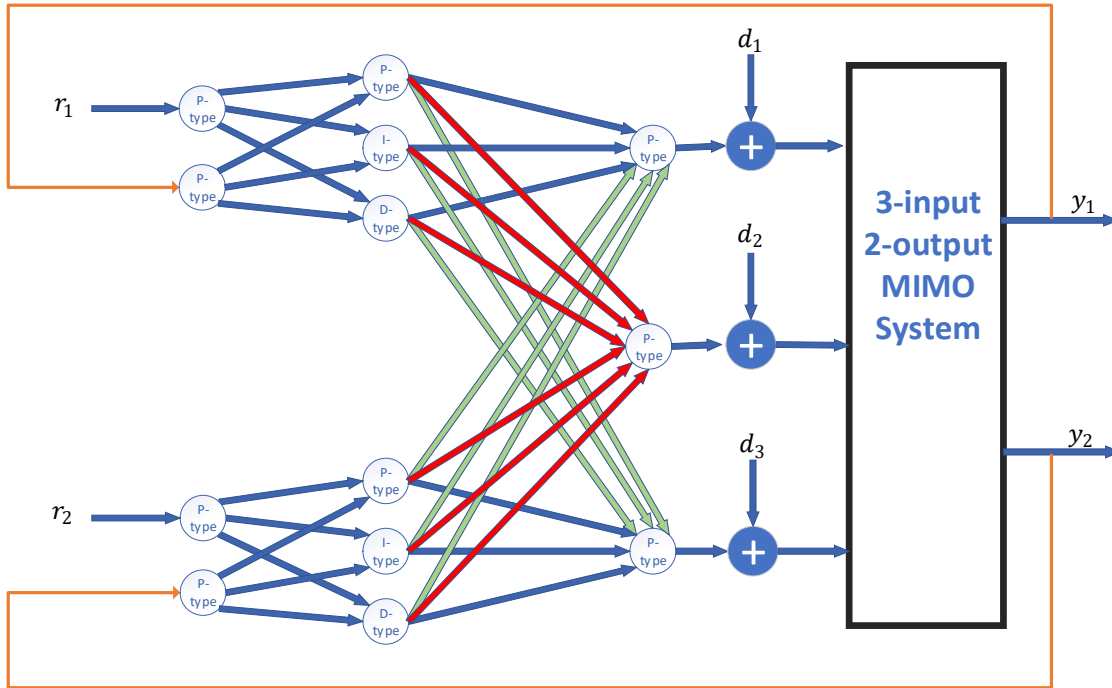 d₁
P-
type
r₁
P-
type
I-
type
P-
type
+
P-
type
D-
type
3-input
2-output
MIMO
System
y₁
d₂
P-
type
+
d₃
y₂
P-
type
r₂
P-
type
I-
type
P-
type
+
P-
type
D-
type